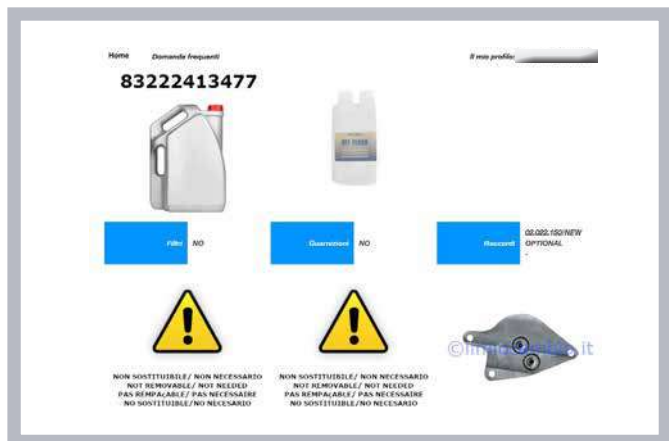 Home Domande frequenti Il mio profilo:
83222413477
Filtri NO
Guarnizioni NO
Raccordi
02.022.150/NEW
OPTIONAL
-
NON SOSTITUIBILE/ NON NECESSARIO
NOT REMOVABLE/ NOT NEEDED
PAS REMPAçABLE/ PAS NECESSAIRE
NO SOSTITUIBLE/NO NECESARIO
NON SOSTITUIBILE/ NON NECESSARIO
NOT REMOVABLE/ NOT NEEDED
PAS REMPAçABLE/ PAS NECESSAIRE
NO SOSTITUIBLE/NO NECESARIO